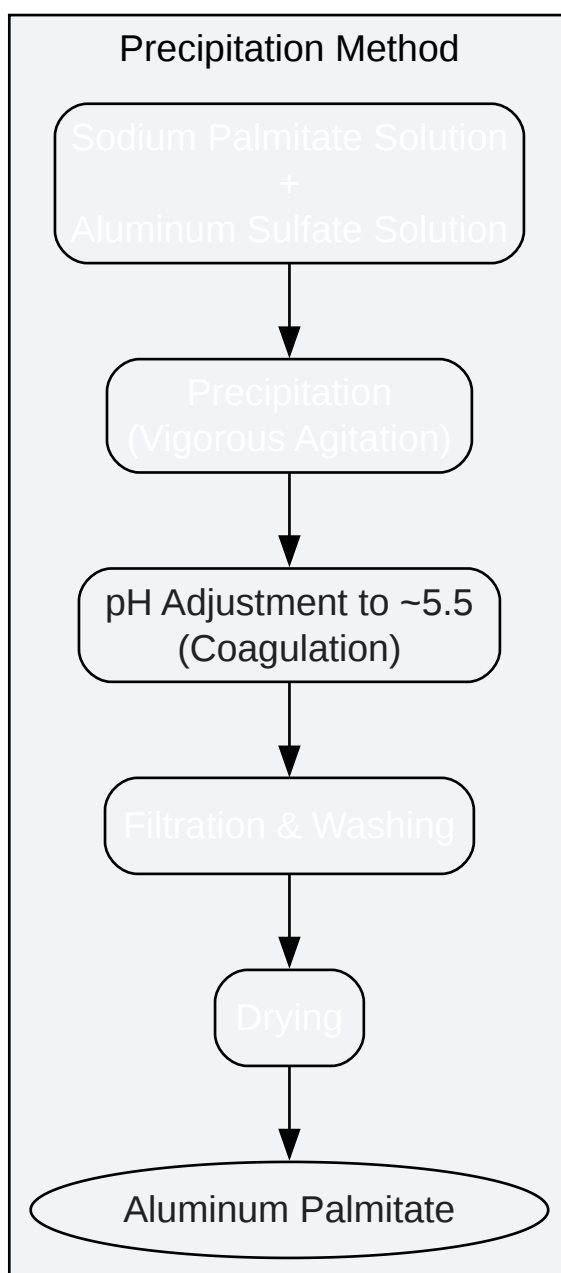 Precipitation Method
Sodium Palmitate Solution
+
Aluminum Sulfate Solution
Precipitation
(Vigorous Agitation)
pH Adjustment to ~5.5
(Coagulation)
Filtration & Washing
Drying
Aluminum Palmitate